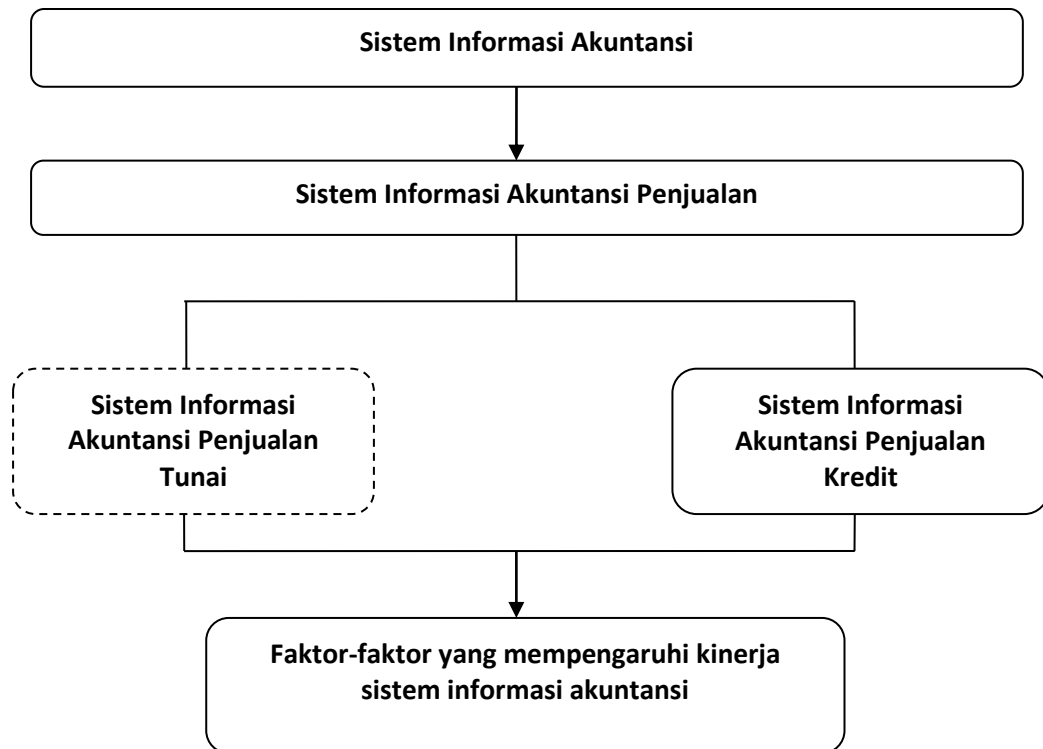 Sistem Informasi Akuntansi
Sistem Informasi Akuntansi Penjualan
Sistem Informasi
Akuntansi Penjualan
Tunai
Sistem Informasi
Akuntansi Penjualan
Kredit
Faktor-faktor yang mempengaruhi kinerja
sistem informasi akuntansi